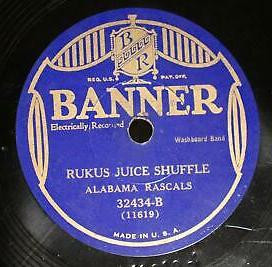 B
R
REG. U.S. PAT. OFF.
BANNER
Electrically Recorded
Washboard Band
RUKUS JUICE SHUFFLE
ALABAMA RASCALS
32434-B
(11619)
MADE IN U. S. A.